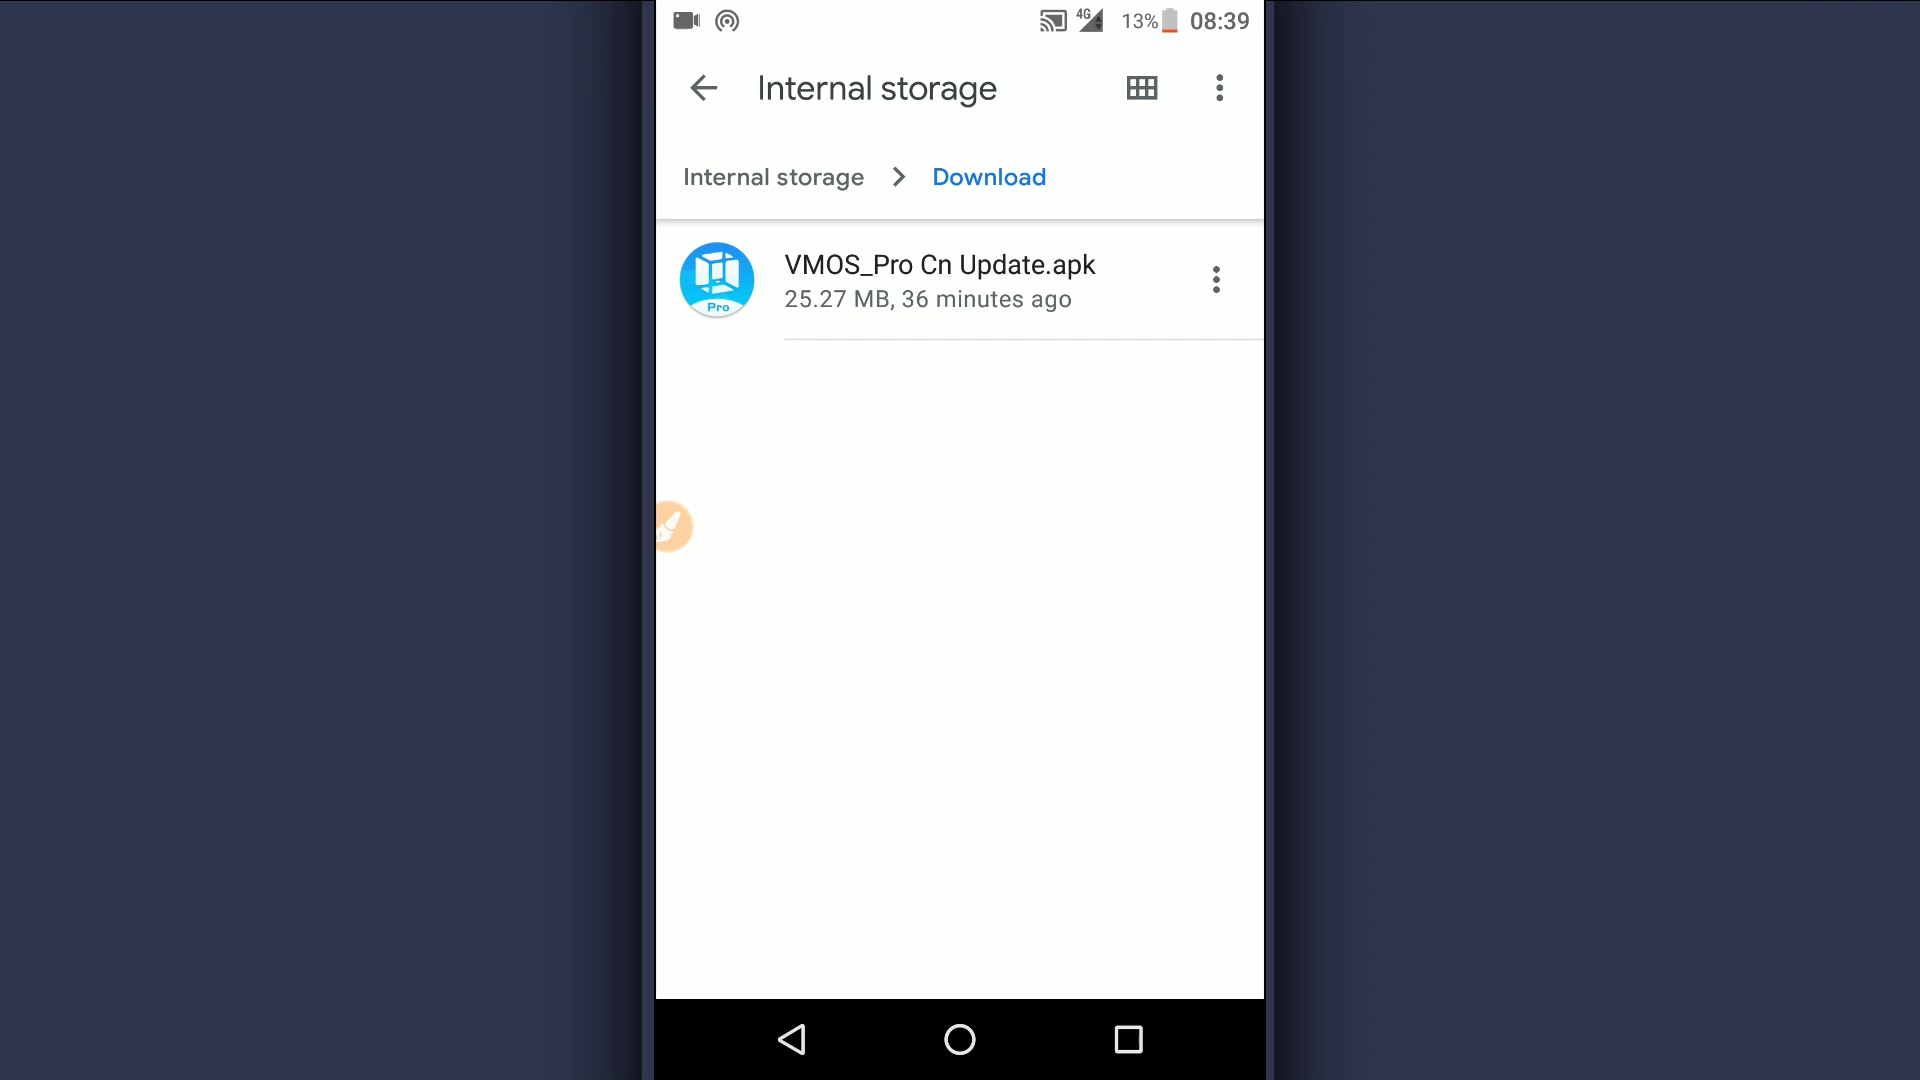 4G 13% 08:39
Internal storage
Internal storage > Download
VMOS_Pro Cn Update.apk
25.27 MB, 36 minutes ago
Pro